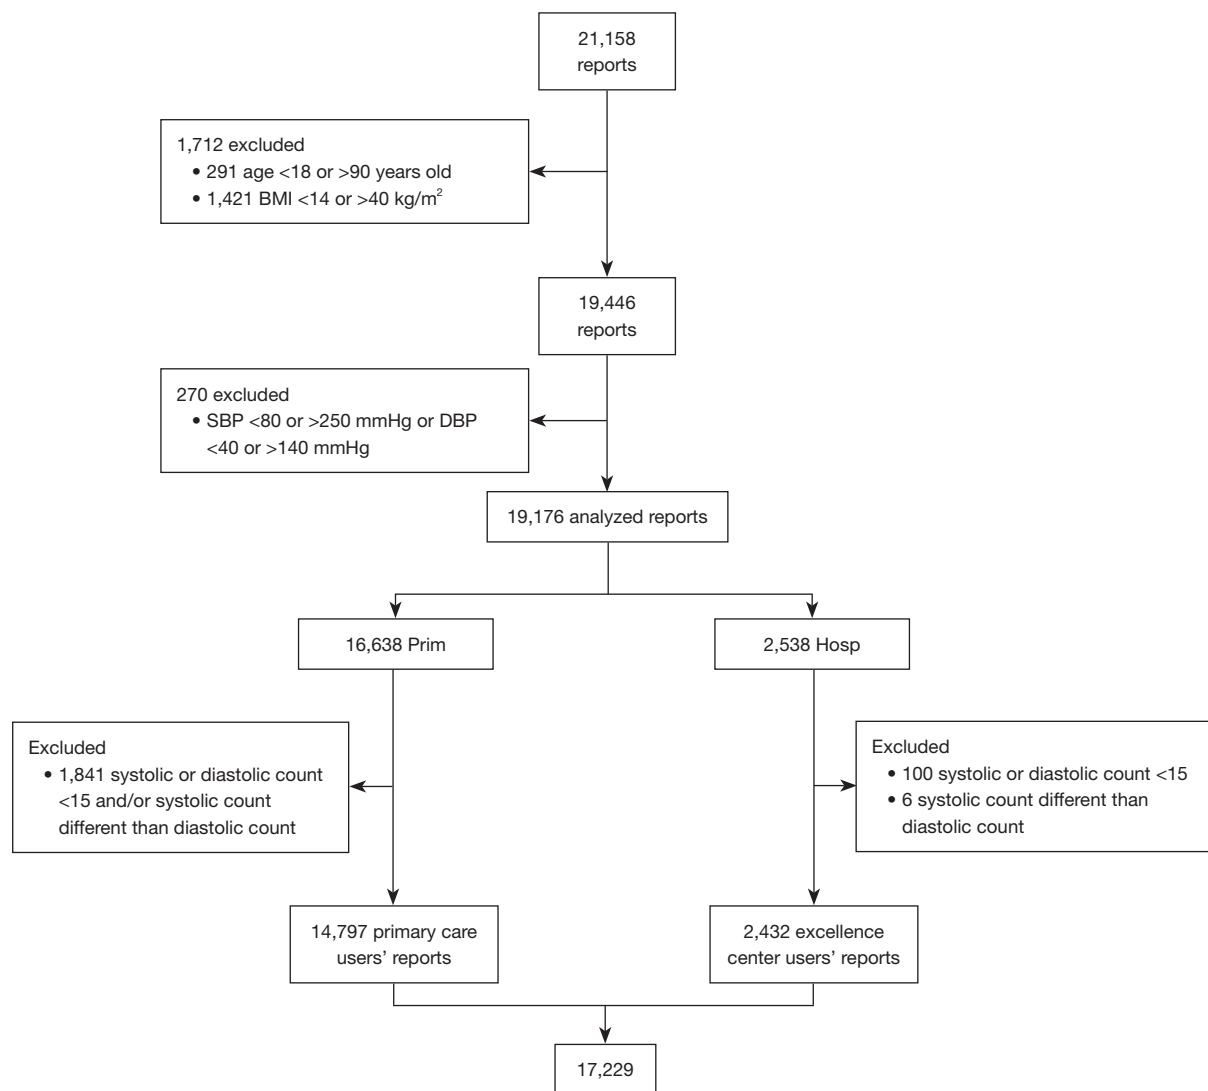 21,158
reports
1,712 excluded
• 291 age <18 or >90 years old
• 1,421 BMI <14 or >40 kg/m²
19,446
reports
270 excluded
• SBP <80 or >250 mmHg or DBP
<40 or >140 mmHg
19,176 analyzed reports
16,638 Prim
2,538 Hosp
Excluded
• 1,841 systolic or diastolic count
<15 and/or systolic count
different than diastolic count
Excluded
• 100 systolic or diastolic count <15
• 6 systolic count different than
diastolic count
14,797 primary care
users’ reports
2,432 excellence
center users’ reports
17,229